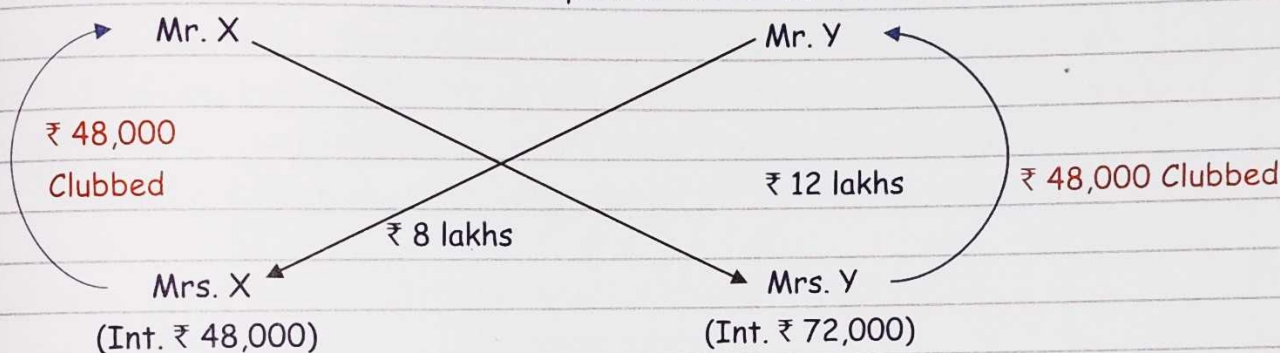 Mr. X
Mr. Y
₹ 48,000
Clubbed
₹ 12 lakhs
₹ 48,000 Clubbed
₹ 8 lakhs
Mrs. X
Mrs. Y
(Int. ₹ 48,000)
(Int. ₹ 72,000)